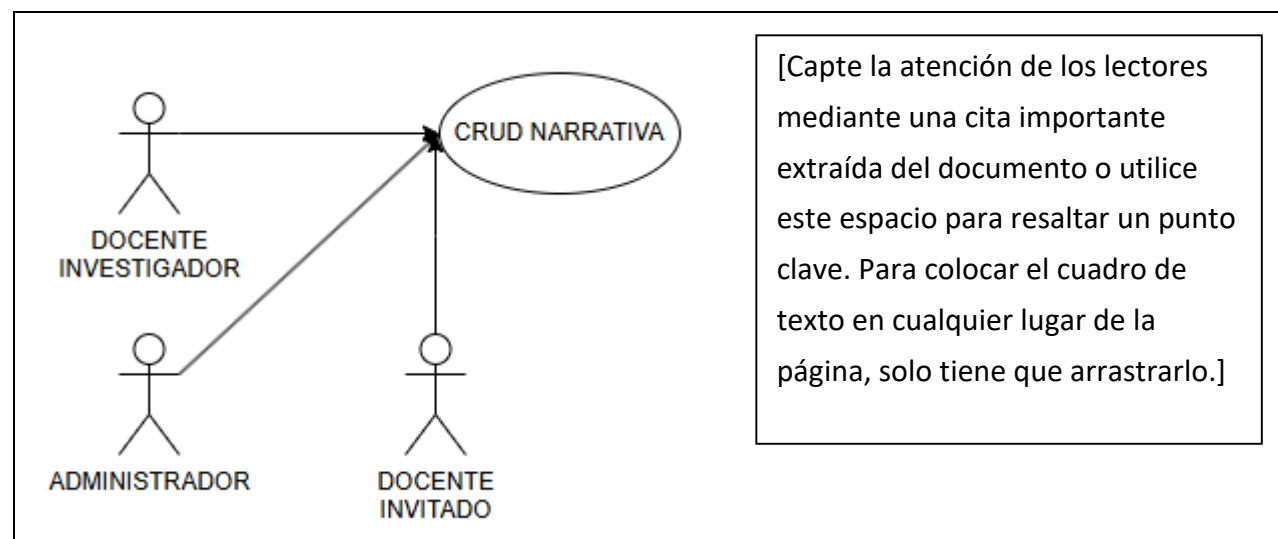 CRUD NARRATIVA
DOCENTE
INVESTIGADOR
ADMINISTRADOR
DOCENTE
INVITADO
[Capte la atención de los lectores
mediante una cita importante
extraída del documento o utilice
este espacio para resaltar un punto
clave. Para colocar el cuadro de
texto en cualquier lugar de la
página, solo tiene que arrastrarlo.]